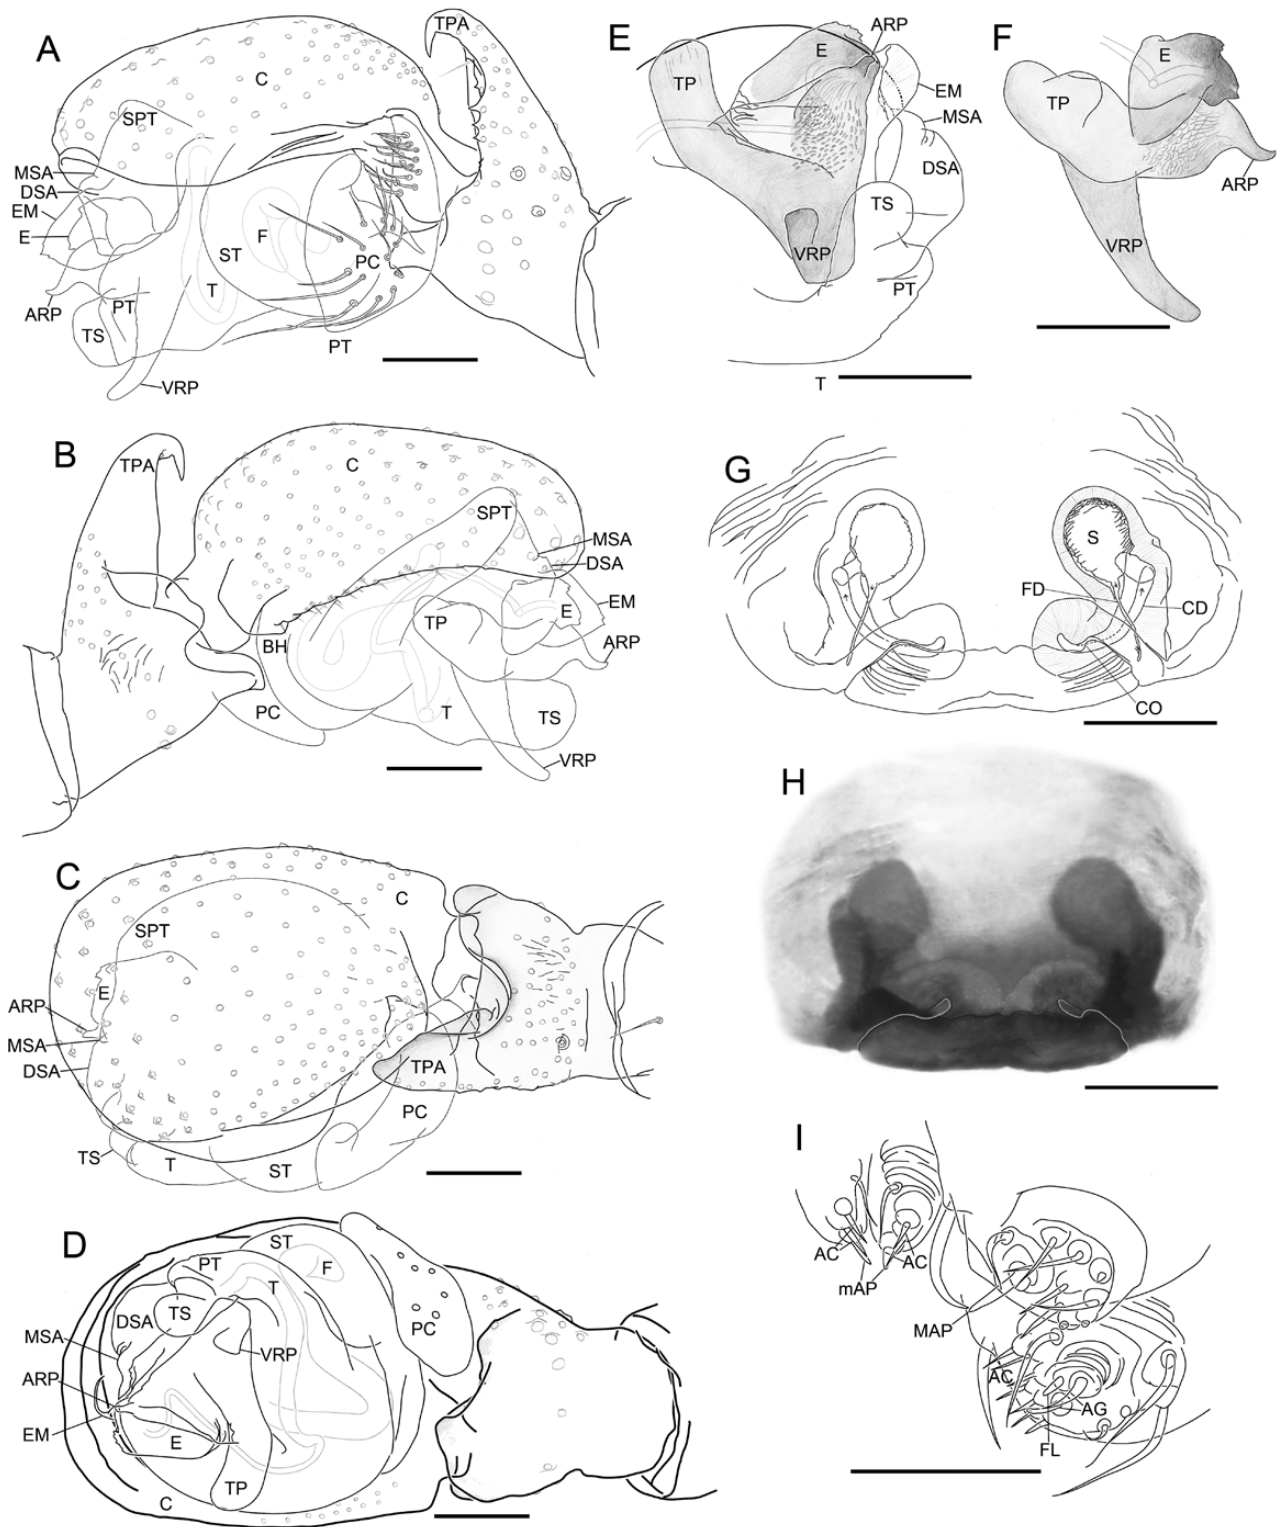 A
TPA
C
SPT
MSA
DSA
EM
E
F
ST
PC
T
ARP
PT
TS
PT
VRP
E
ARP
E
TP
EM
MSA
DSA
TS
VRP
PT
T
F
E
TP
ARP
VRP
B
TPA
C
SPT
MSA
DSA
EM
E
TP
ARP
BH
PC
T
TS
VRP
G
S
FD
CD
CO
H
C
C
SPT
E
ARP
MSA
DSA
TPA
PC
TS
T
ST
D
ST
PT
F
T
DSA
TS
MSA
PC
VRP
ARP
EM
E
TP
C
I
AC
AC
mAP
MAP
AC
AG
FL